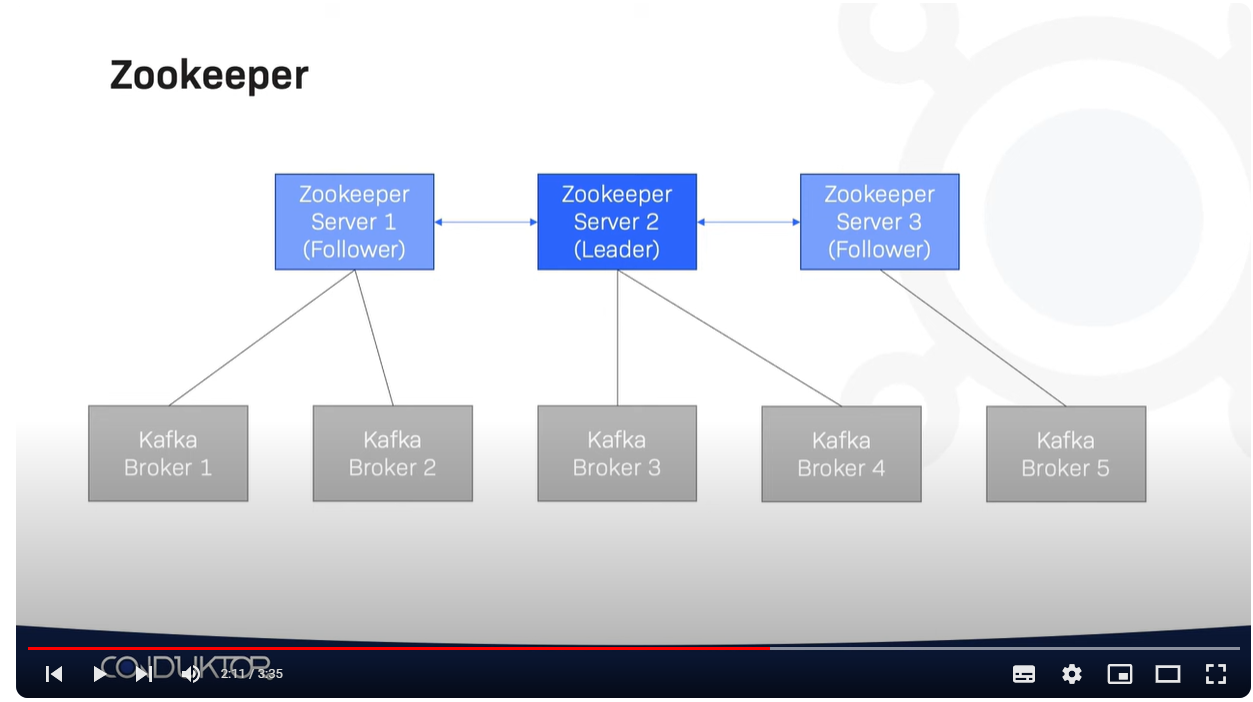 Zookeeper
Zookeeper
Server 1
(Follower)
Zookeeper
Server 2
(Leader)
Zookeeper
Server 3
(Follower)
Kafka
Broker 1
Kafka
Broker 2
Kafka
Broker 3
Kafka
Broker 4
Kafka
Broker 5
CONDUKTOR
2:11 / 3:35